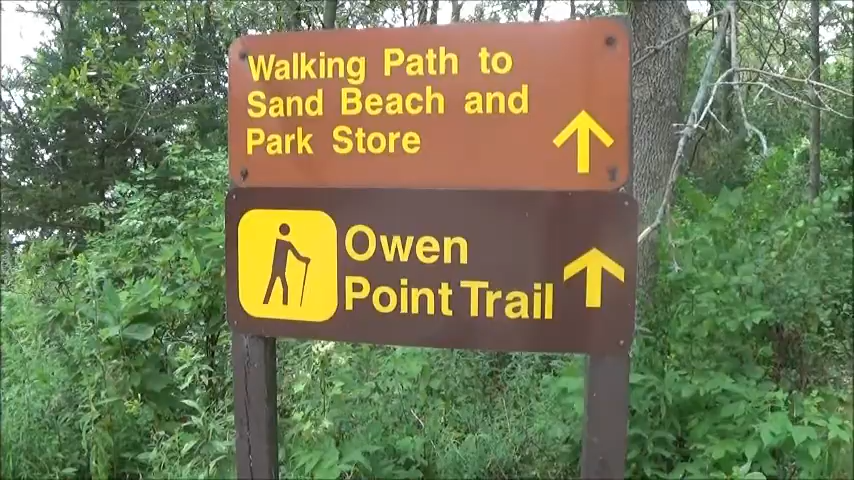 Walking Path to
Sand Beach and
Park Store
Owen
Point Trail